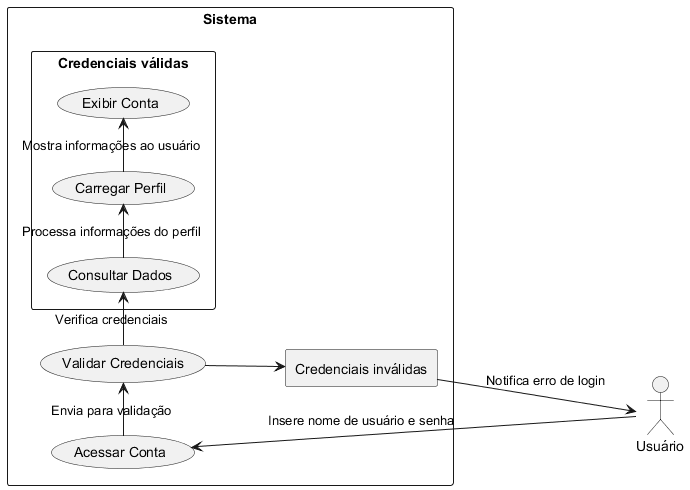 Sistema
Credenciais válidas
Exibir Conta
Mostra informações ao usuário
Carregar Perfil
Processa informações do perfil
Consultar Dados
Verifica credenciais
Validar Credenciais
Credenciais inválidas
Notifica erro de login
Envia para validação
Insere nome de usuário e senha
Acessar Conta
Usuário